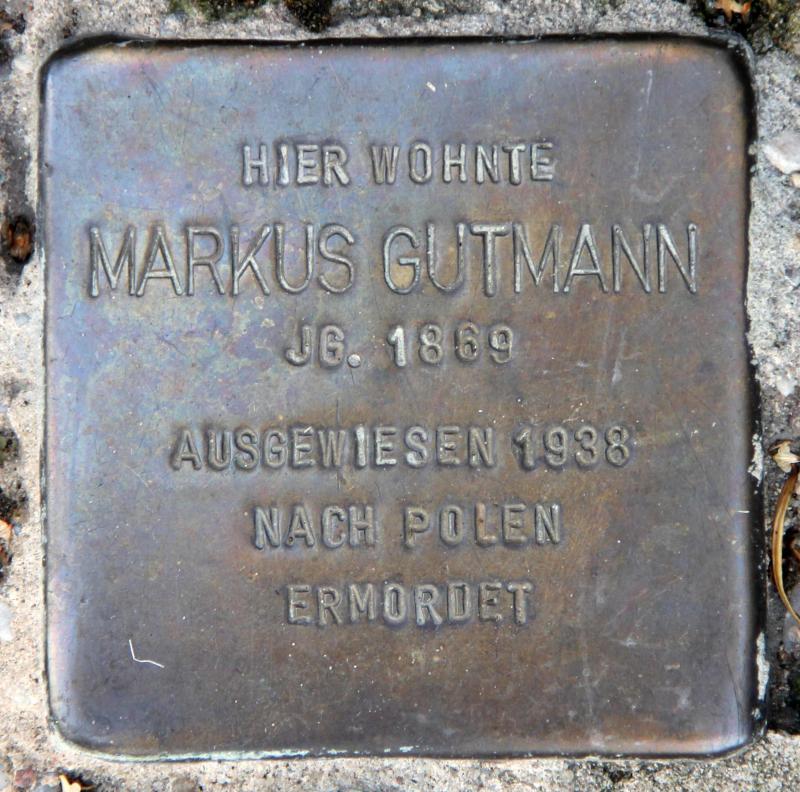 HIER WOHNTE
MARKUS GUTMANN
JG. 1869
AUSGEWIESEN 1938
NACH POLEN
ERMORDET